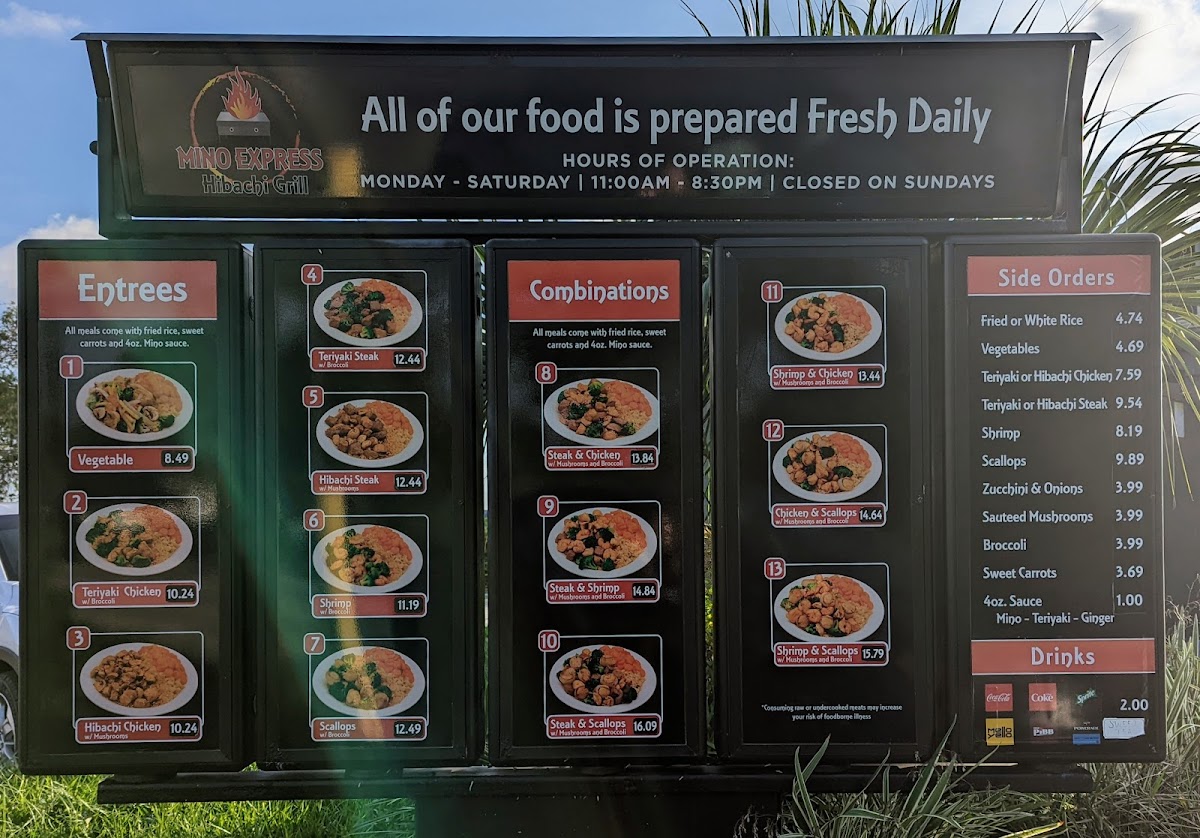 MINO EXPRESS
Hibachi Grill
All of our food is prepared Fresh Daily
HOURS OF OPERATION:
MONDAY - SATURDAY | 11:00AM - 8:30PM | CLOSED ON SUNDAYS
Entrees
All meals come with fried rice, sweet
carrots and 4oz. Mino sauce.
1
Vegetable 8.49
2
Teriyaki Chicken 10.24
w/ Broccoli
3
Hibachi Chicken 10.24
w/ Mushrooms
4
Teriyaki Steak 12.44
w/ Broccoli
5
Hibachi Steak 12.44
w/ Mushrooms
6
Shrimp 11.19
w/ Broccoli
7
Scallops 12.49
w/ Broccoli
Combinations
All meals come with fried rice, sweet
carrots and 4oz. Mino sauce.
8
Steak & Chicken 13.84
w/ Mushrooms and Broccoli
9
Steak & Shrimp 14.84
w/ Mushrooms and Broccoli
10
Steak & Scallops 16.09
w/ Mushrooms and Broccoli
11
Shrimp & Chicken 13.44
w/ Mushrooms and Broccoli
12
Chicken & Scallops 14.64
w/ Mushrooms and Broccoli
13
Shrimp & Scallops 15.79
w/ Mushrooms and Broccoli
*Consuming raw or undercooked meats may increase
your risk of foodborne illness
Side Orders
Fried or White Rice 4.74
Vegetables 4.69
Teriyaki or Hibachi Chicken 7.59
Teriyaki or Hibachi Steak 9.54
Shrimp 8.19
Scallops 9.89
Zucchini & Onions 3.99
Sauteed Mushrooms 3.99
Broccoli 3.99
Sweet Carrots 3.69
4oz. Sauce 1.00
Mino - Teriyaki - Ginger
Drinks
Coca-Cola Coke Sprite
2.00
Mello PiBB POWERADE